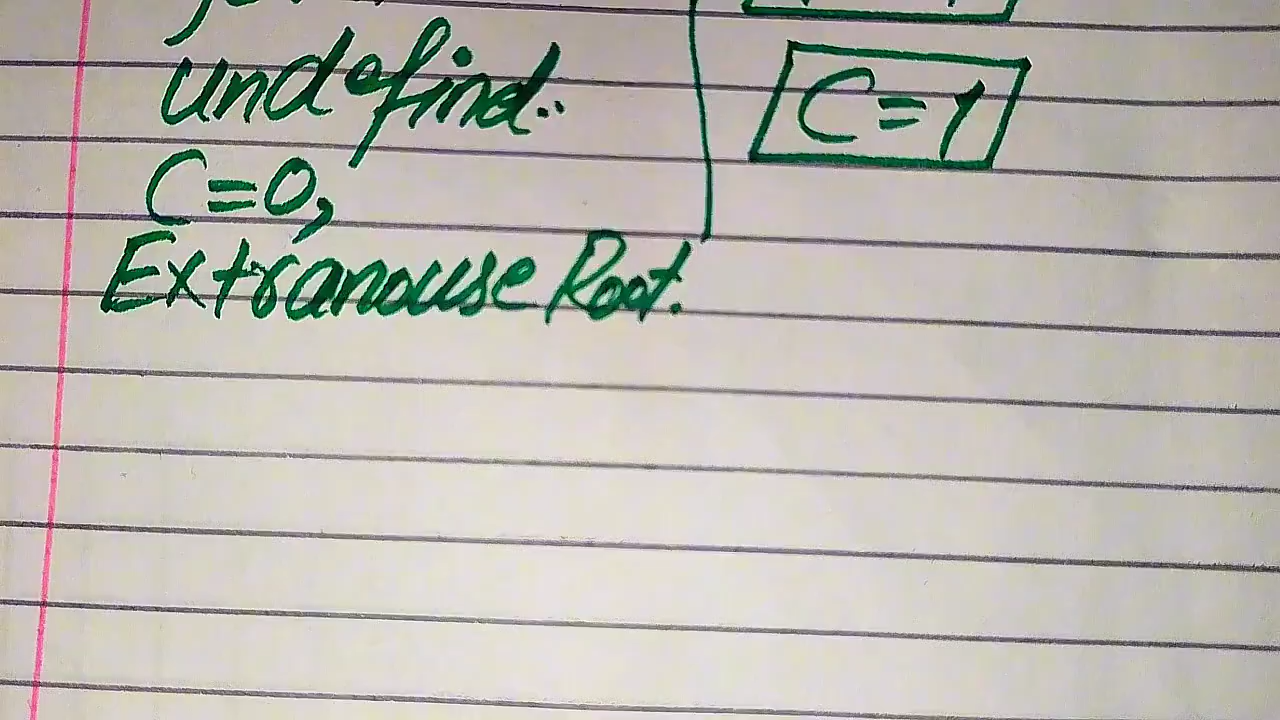 undefind..
C=0,
Extranouse Root.
C=1